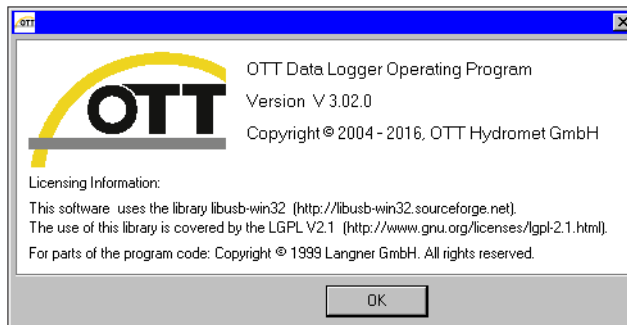 OTT
OTT
OTT Data Logger Operating Program
Version V 3.02.0
Copyright © 2004 - 2016, OTT Hydromet GmbH
Licensing Information:
This software uses the library libusb-win32 (http://libusb-win32.sourceforge.net).
The use of this library is covered by the LGPL V2.1 (http://www.gnu.org/licenses/lgpl-2.1.html).
For parts of the program code: Copyright © 1999 Langner GmbH. All rights reserved.
OK